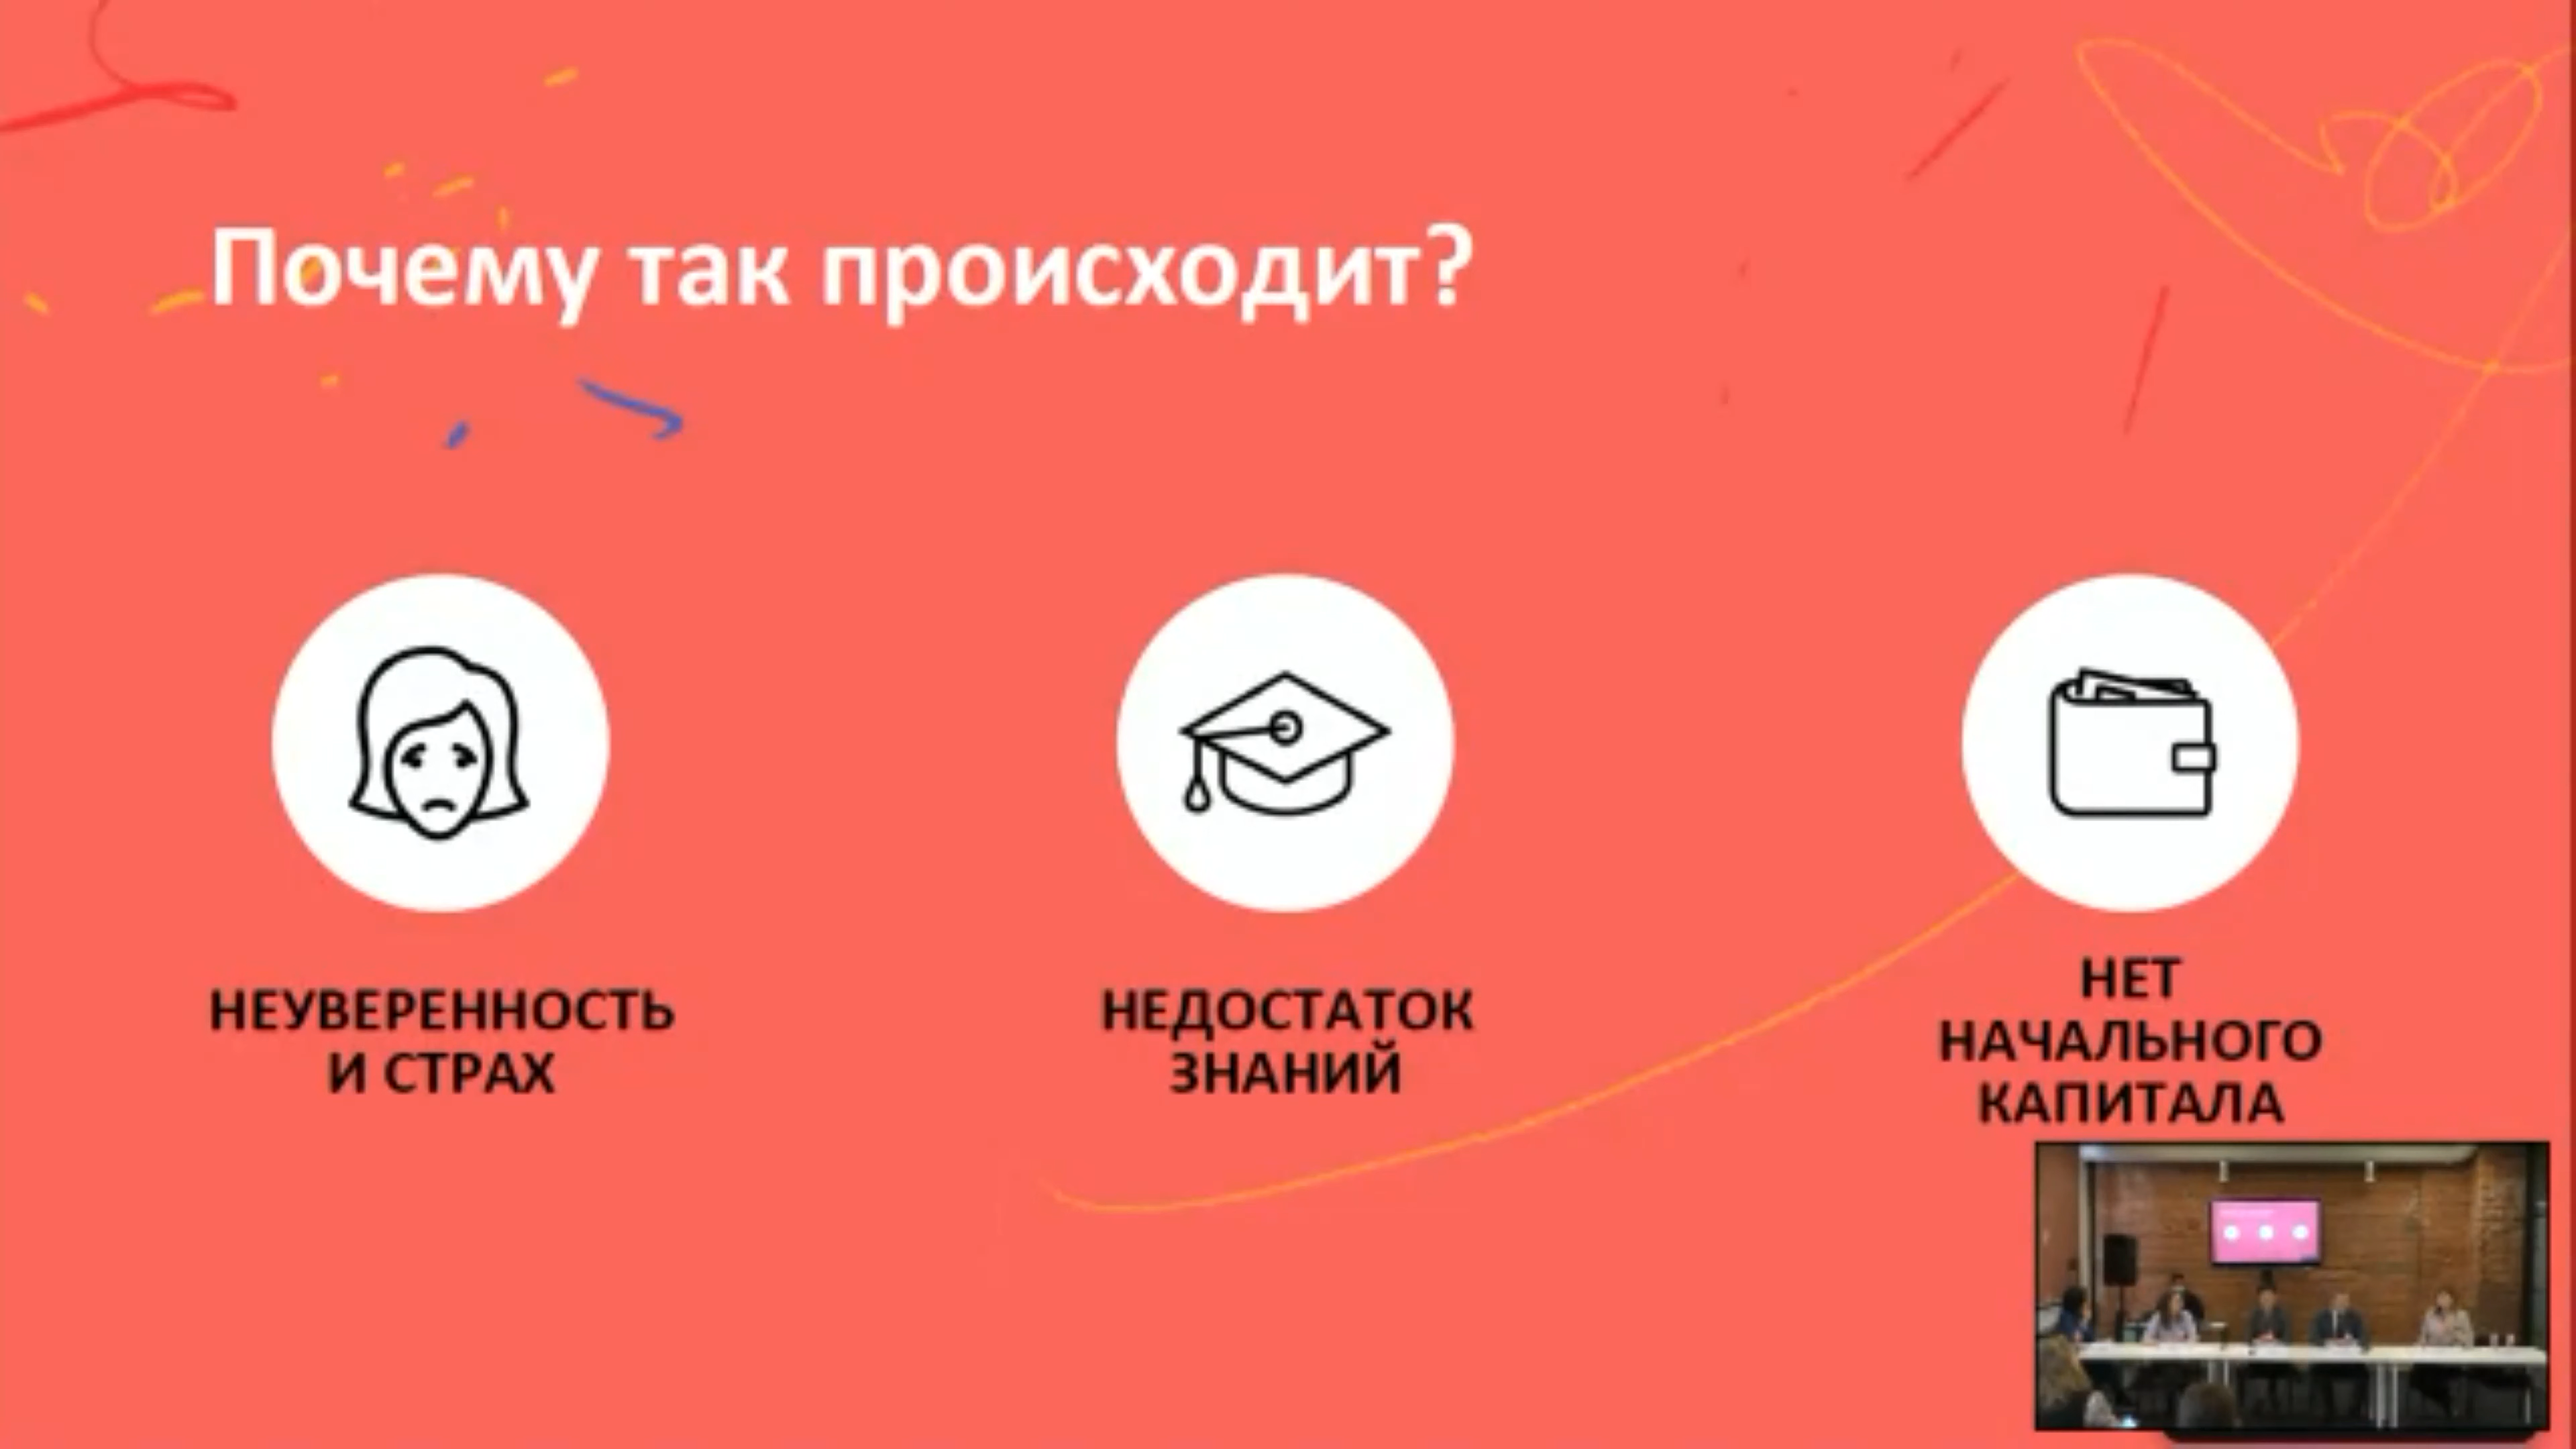 Почему так происходит?
НЕУВЕРЕННОСТЬ
И СТРАХ
НЕДОСТАТОК
ЗНАНИЙ
НЕТ
НАЧАЛЬНОГО
КАПИТАЛА